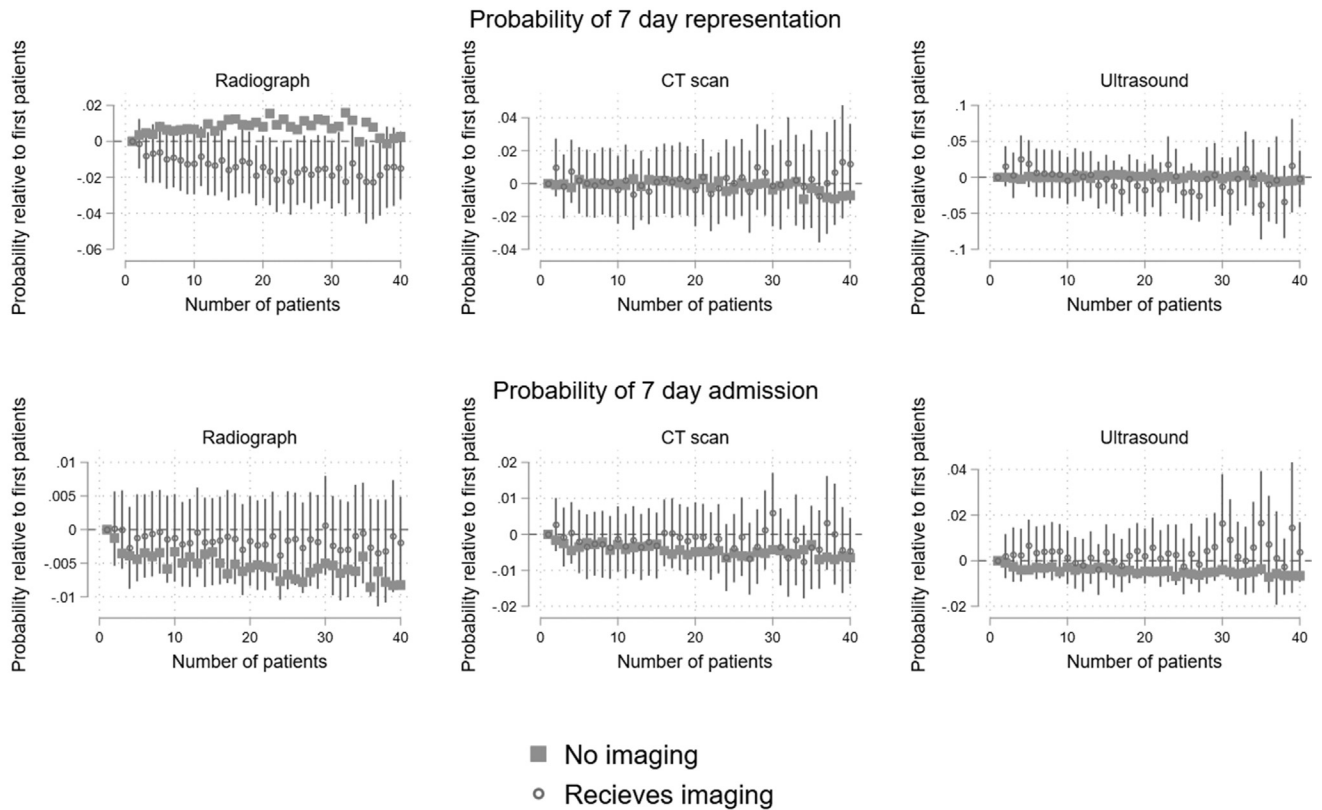 Probability of 7 day representation
Probability relative to first patients
Radiograph
.02
0
-.02
-.04
-.06
0 10 20 30 40
Number of patients
Probability relative to first patients
CT scan
.04
.02
0
-.02
-.04
0 10 20 30 40
Number of patients
Probability relative to first patients
Ultrasound
.1
.05
0
-.05
-.1
0 10 20 30 40
Number of patients
Probability of 7 day admission
Probability relative to first patients
Radiograph
.01
.005
0
-.005
-.01
0 10 20 30 40
Number of patients
Probability relative to first patients
CT scan
.02
.01
0
-.01
-.02
0 10 20 30 40
Number of patients
Probability relative to first patients
Ultrasound
.04
.02
0
-.02
0 10 20 30 40
Number of patients
No imaging
Recieves imaging